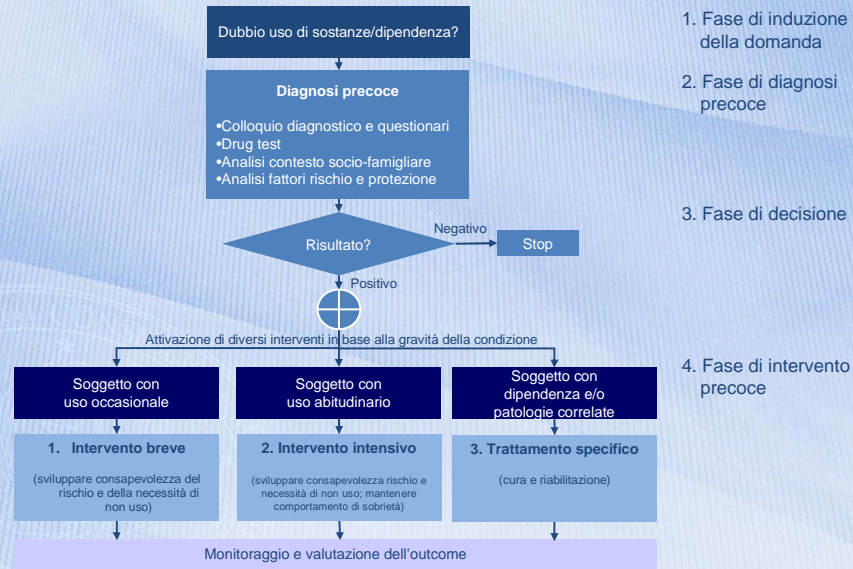 Dubbio uso di sostanze/dipendenza?
Diagnosi precoce
•Colloquio diagnostico e questionari
•Drug test
•Analisi contesto socio-famigliare
•Analisi fattori rischio e protezione
Risultato?
Negativo
Stop
Positivo
Attivazione di diversi interventi in base alla gravità della condizione
Soggetto con
uso occasionale
Soggetto con
uso abitudinario
Soggetto con
dipendenza e/o
patologie correlate
1. Intervento breve
(sviluppare consapevolezza del
rischio e della necessità di
non uso)
2. Intervento intensivo
(sviluppare consapevolezza rischio e
necessità di non uso; mantenere
comportamento di sobrietà)
3. Trattamento specifico
(cura e riabilitazione)
Monitoraggio e valutazione dell'outcome
1. Fase di induzione
della domanda
2. Fase di diagnosi
precoce
3. Fase di decisione
4. Fase di intervento
precoce